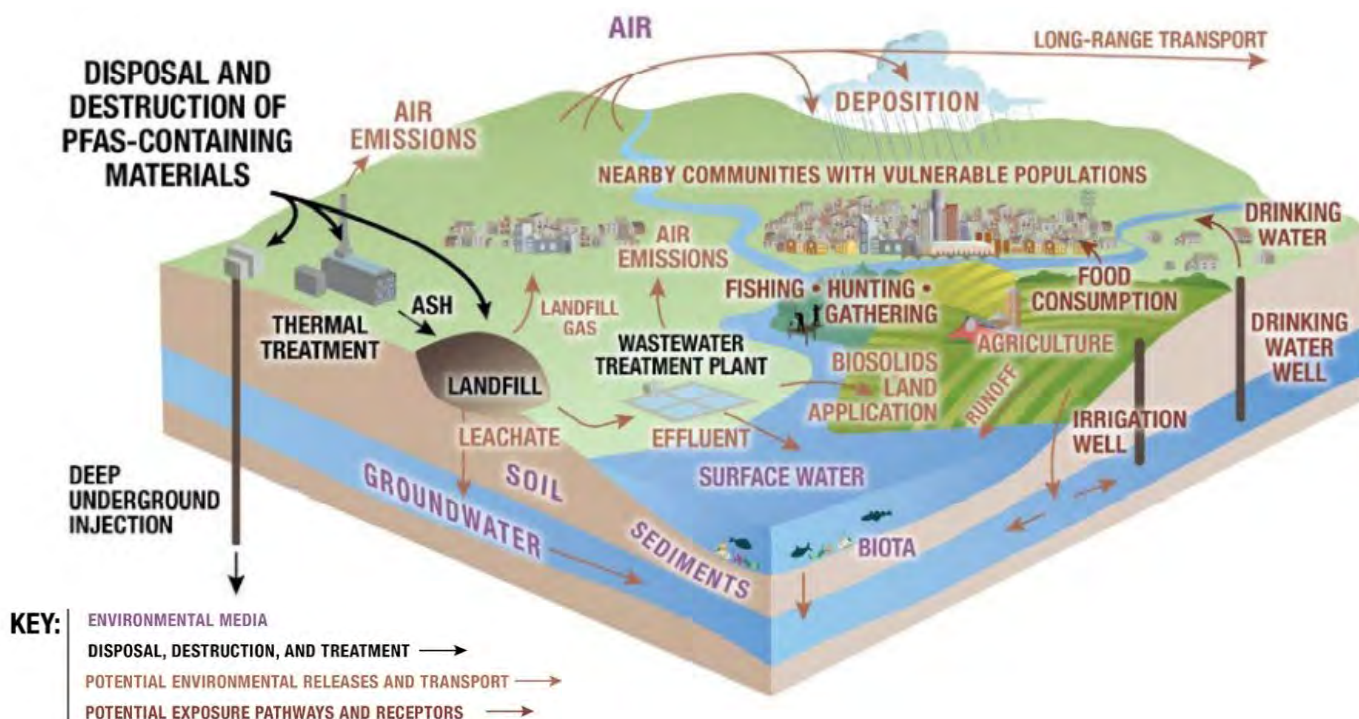 AIR
LONG-RANGE TRANSPORT
DISPOSAL AND
DESTRUCTION OF
PFAS-CONTAINING
MATERIALS
AIR
EMISSIONS
DEPOSITION
NEARBY COMMUNITIES WITH VULNERABLE POPULATIONS
DRINKING
WATER
AIR
EMISSIONS
FOOD
CONSUMPTION
FISHING • HUNTING •
GATHERING
ASH
LANDFILL
GAS
THERMAL
TREATMENT
WASTEWATER
TREATMENT PLANT
AGRICULTURE
DRINKING
WATER
WELL
LANDFILL
BIOSOLIDS
LAND
APPLICATION
RUNOFF
IRRIGATION
WELL
LEACHATE
EFFLUENT
SURFACE WATER
DEEP
UNDERGROUND
INJECTION
SOIL
GROUNDWATER
SEDIMENTS
BIOTA
KEY:
ENVIRONMENTAL MEDIA
DISPOSAL, DESTRUCTION, AND TREATMENT
POTENTIAL ENVIRONMENTAL RELEASES AND TRANSPORT
POTENTIAL EXPOSURE PATHWAYS AND RECEPTORS